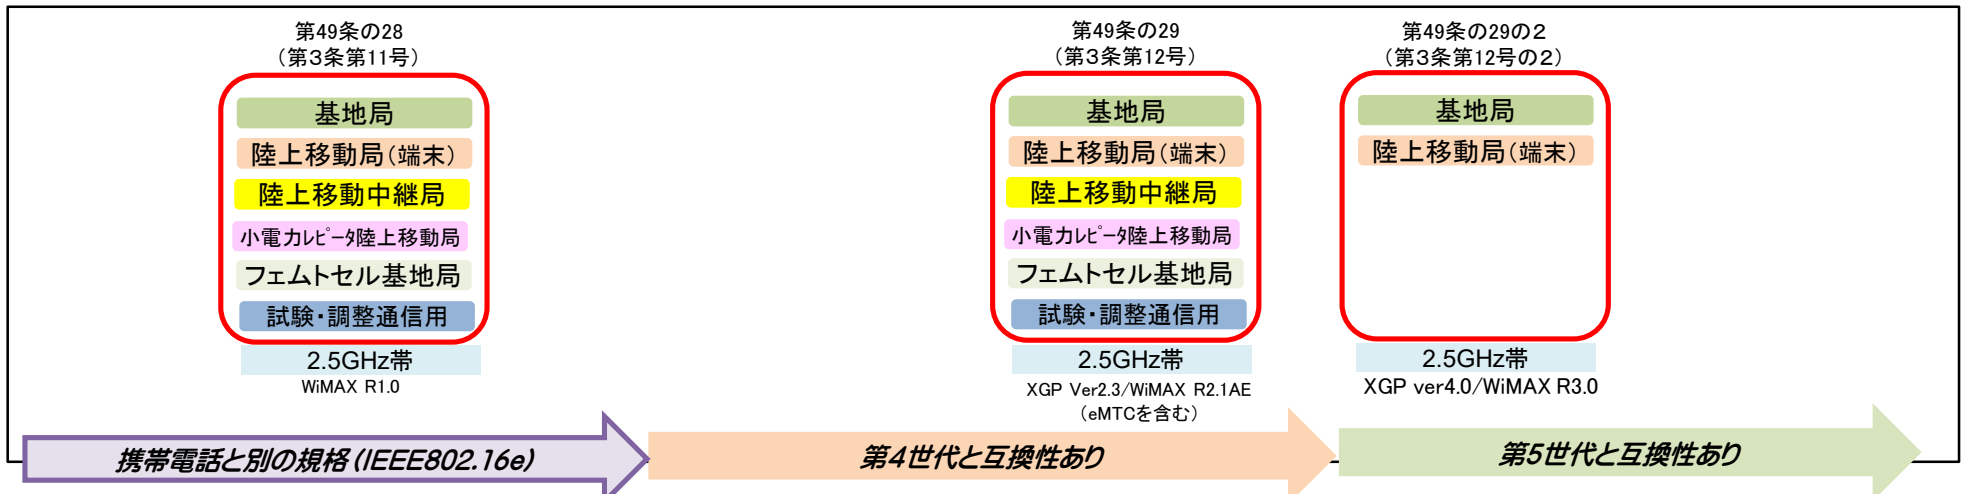 第49条の28
（第３条第11号）
基地局
陸上移動局（端末）
陸上移動中継局
小電力ﾚﾋﾟｰﾀ陸上移動局
フェムトセル基地局
試験・調整通信用
2.5GHz帯
WiMAX R1.0
第49条の29
（第３条第12号）
基地局
陸上移動局（端末）
陸上移動中継局
小電力ﾚﾋﾟｰﾀ陸上移動局
フェムトセル基地局
試験・調整通信用
2.5GHz帯
XGP Ver2.3/WiMAX R2.1AE
（eMTCを含む）
第49条の29の２
（第３条第12号の２）
基地局
陸上移動局（端末）
2.5GHz帯
XGP ver4.0/WiMAX R3.0
携帯電話と別の規格（IEEE802.16e）
第４世代と互換性あり
第５世代と互換性あり